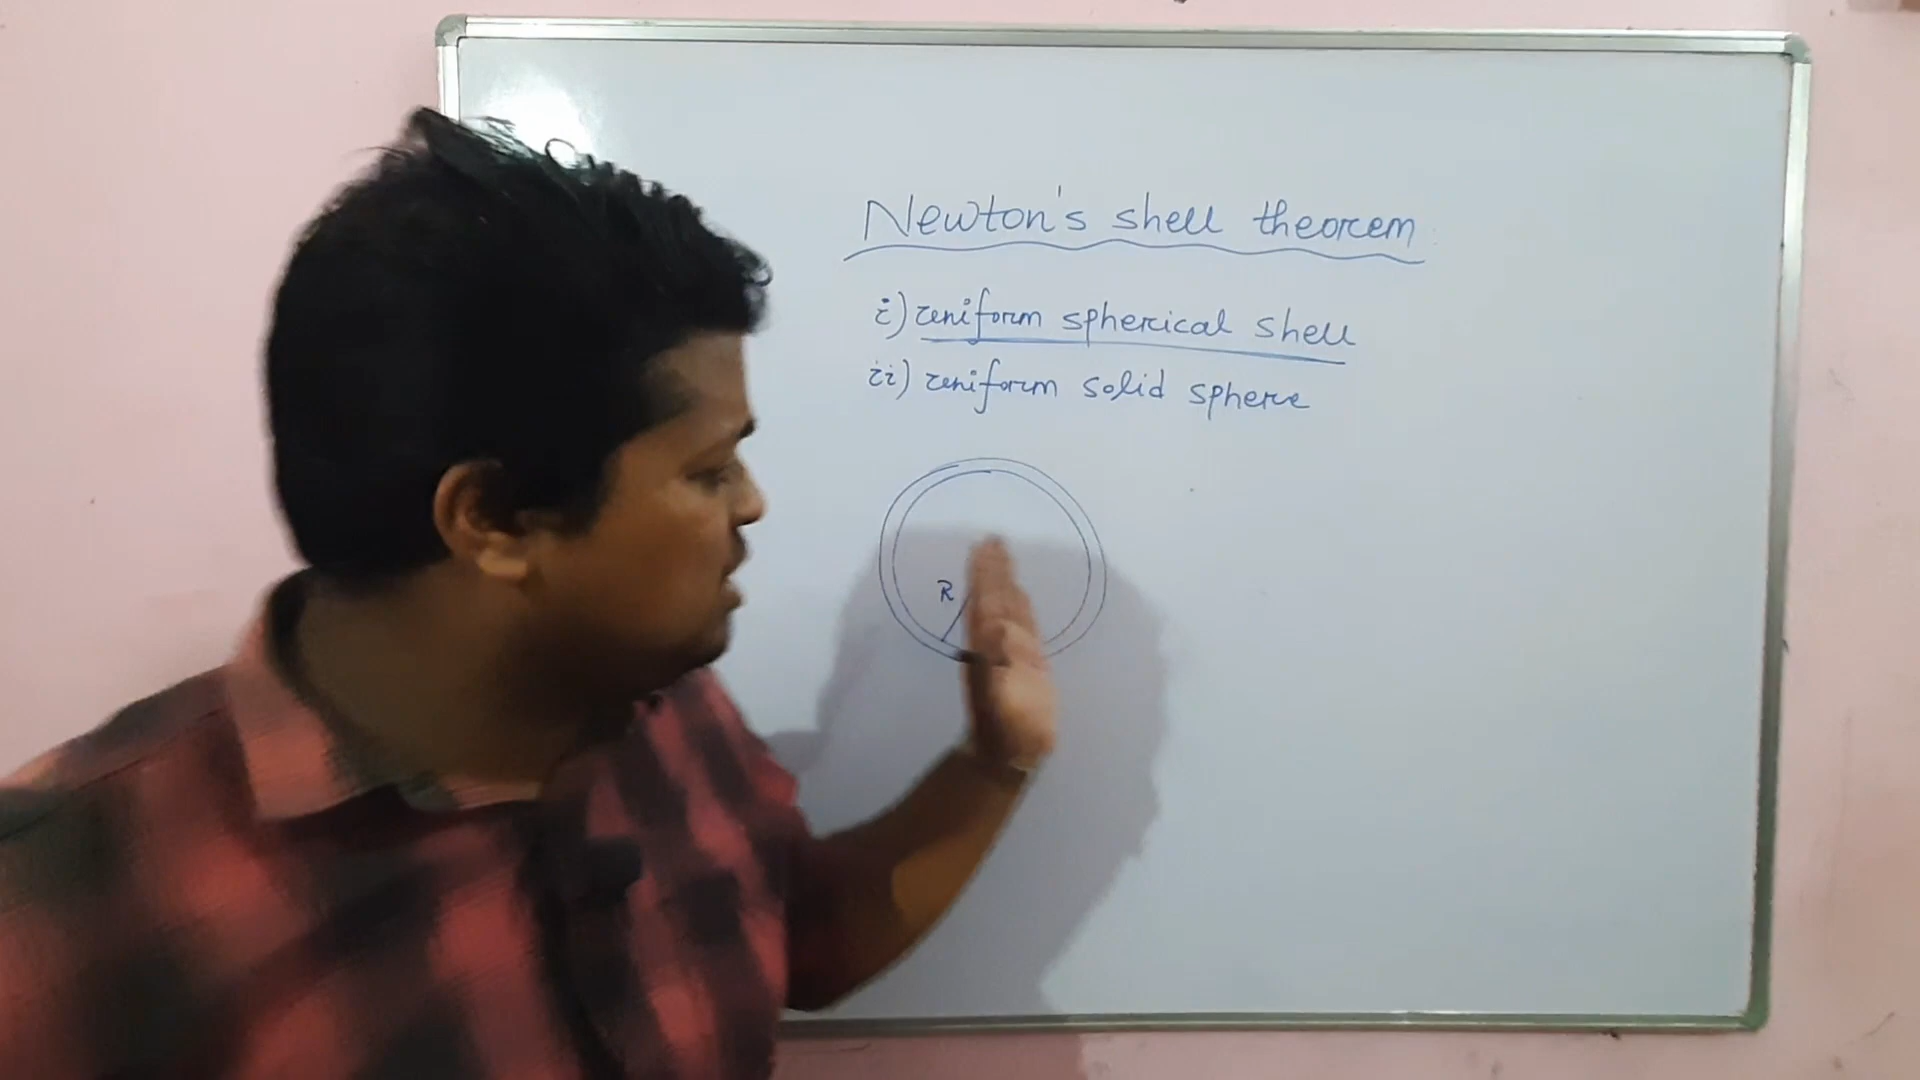 Newton's shell theorem
i) uniform spherical shell
ii) uniform solid sphere
R